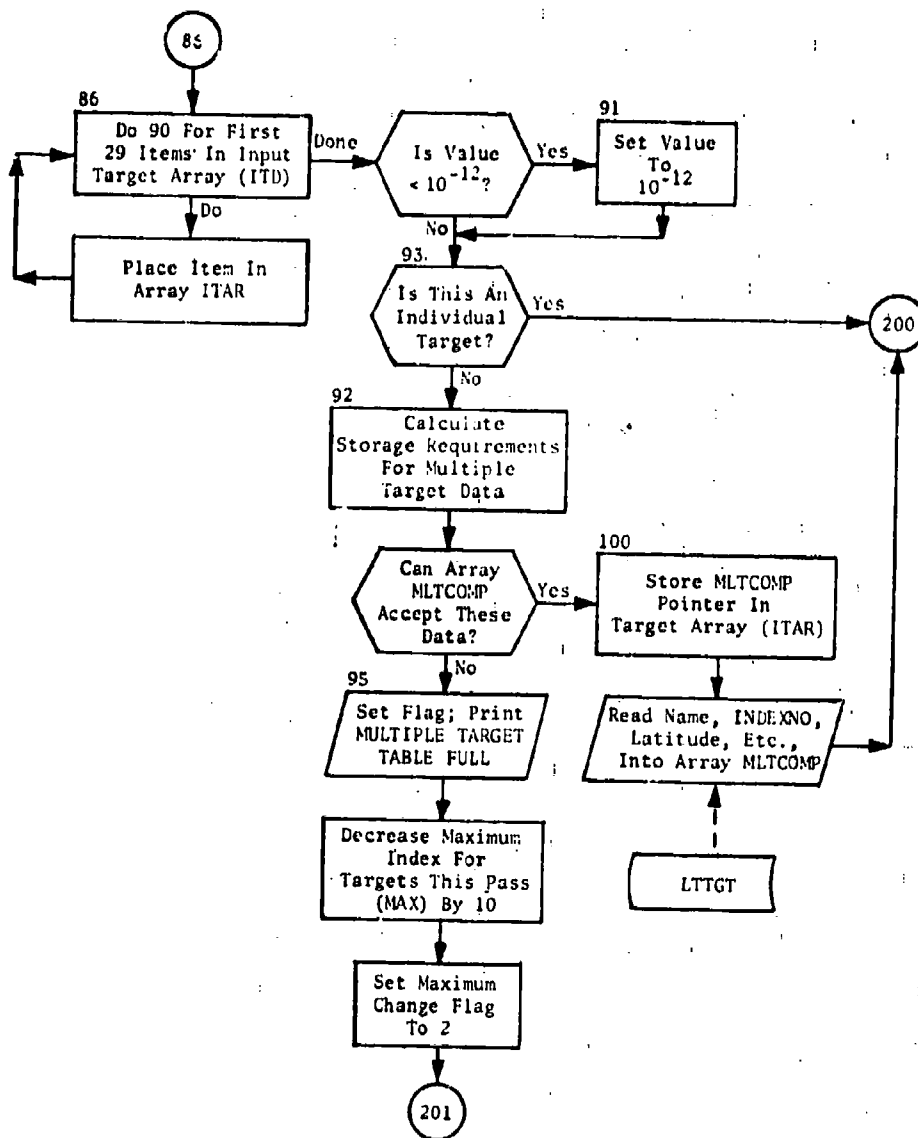 86
86
Do 90 For First
29 Items In Input
Target Array (ITD)
Done
Do
Place Item In
Array ITAR
Is Value
< 10^-12?
Yes
No
91
Set Value
To
10^-12
93.
Is This An
Individual
Target?
Yes
No
200
92
Calculate
Storage Requirements
For Multiple
Target Data
Can Array
MLTCOMP
Accept These
Data?
Yes
No
100
Store MLTCOMP
Pointer In
Target Array (ITAR)
95
Set Flag; Print
MULTIPLE TARGET
TABLE FULL
Read Name, INDEXNO,
Latitude, Etc.,
Into Array MLTCOMP
Decrease Maximum
Index For
Targets This Pass
(MAX) By 10
LTTGT
Set Maximum
Change Flag
To 2
201